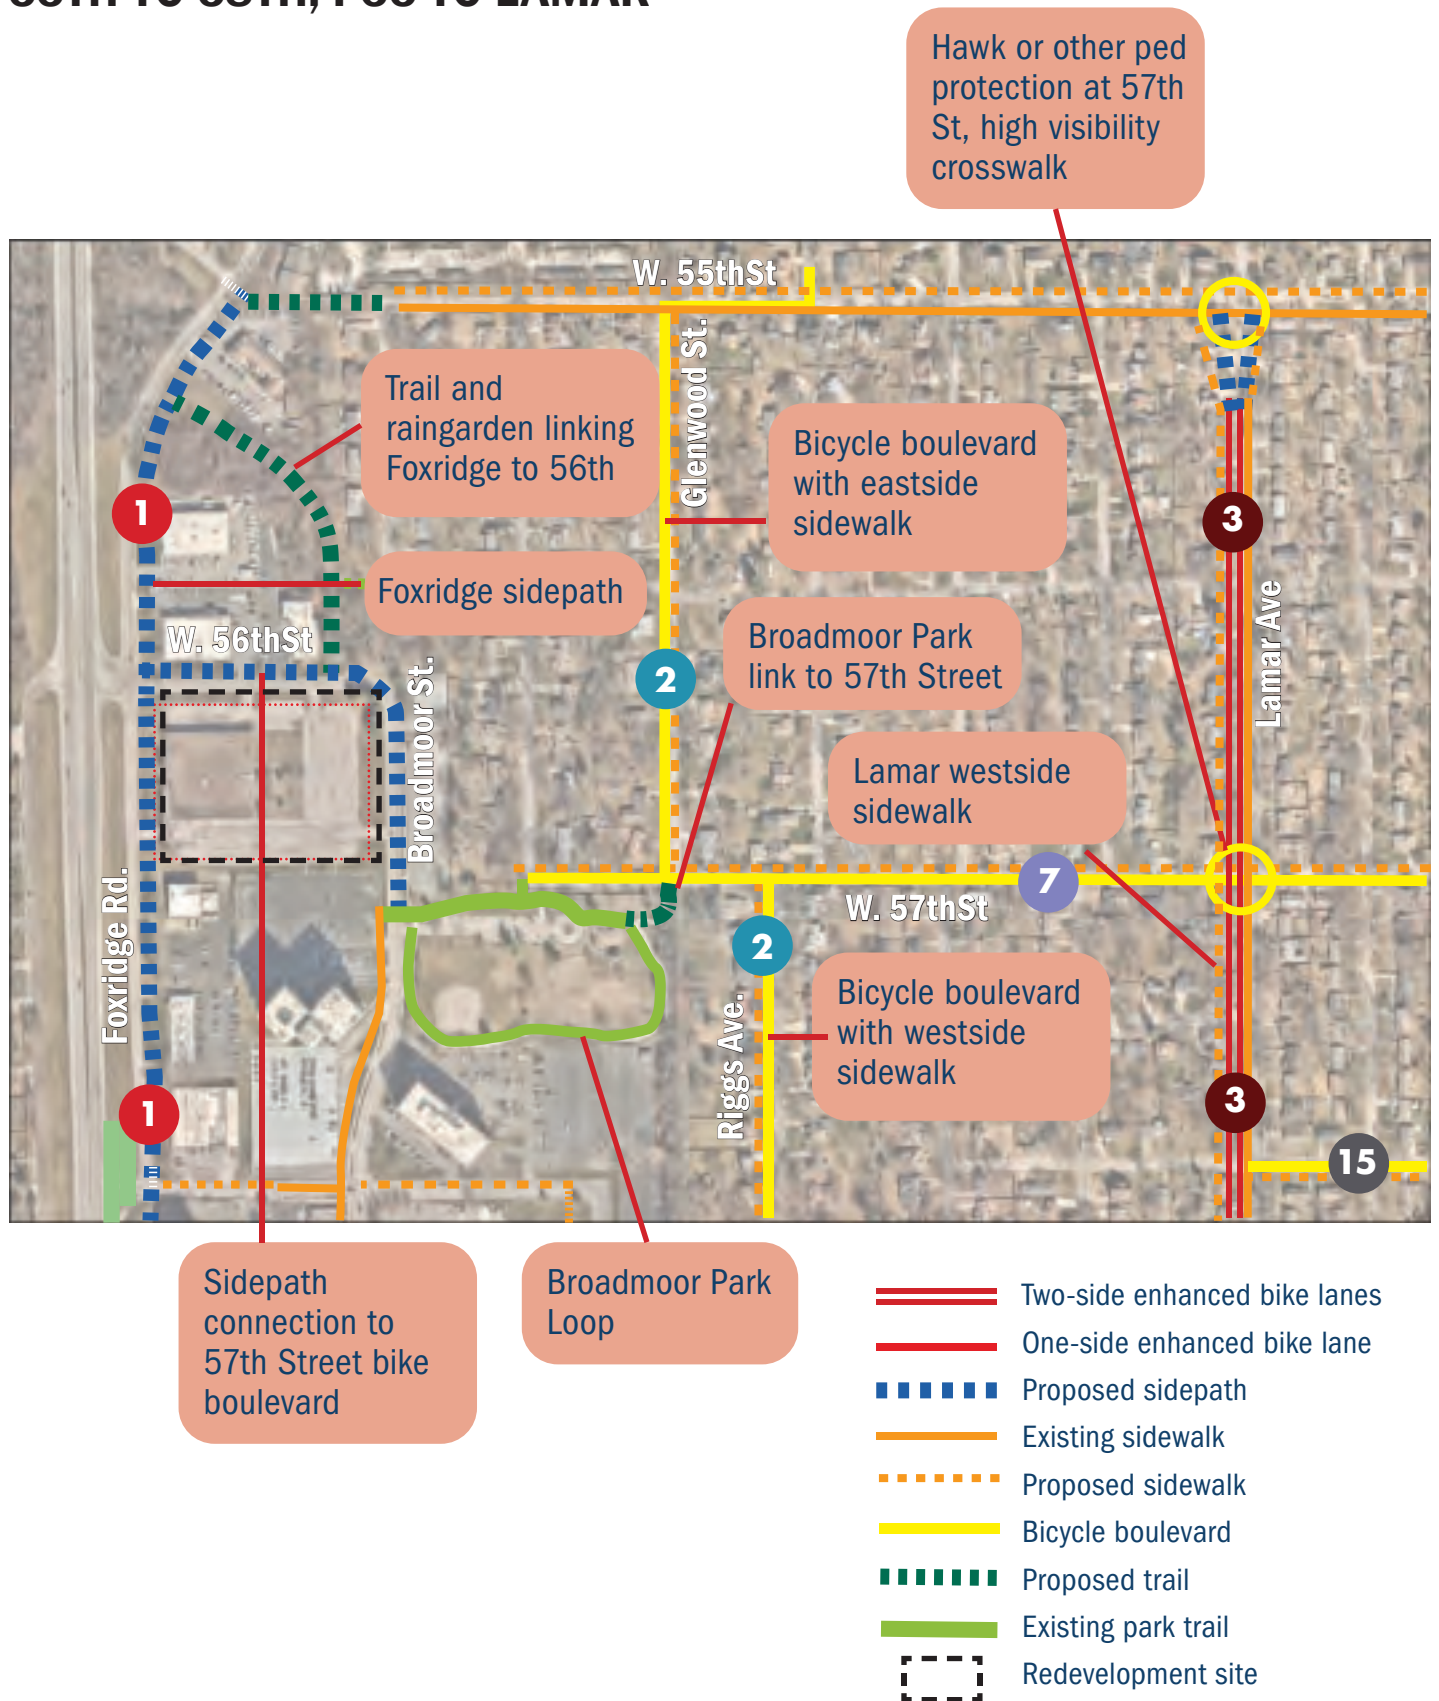 Hawk or other ped
protection at 57th
St, high visibility
crosswalk
W. 55thSt
Glenwood St.
Trail and
raingarden linking
Foxridge to 56th
Bicycle boulevard
with eastside
sidewalk
1
3
Foxridge sidepath
Lamar Ave
W. 56thSt
Broadmoor Park
link to 57th Street
2
Broadmoor St.
Lamar westside
sidewalk
7
W. 57thSt
Foxridge Rd.
2
Bicycle boulevard
with westside
sidewalk
Riggs Ave.
1
3
15
Sidepath
connection to
57th Street bike
boulevard
Broadmoor Park
Loop
Two-side enhanced bike lanes
One-side enhanced bike lane
Proposed sidepath
Existing sidewalk
Proposed sidewalk
Bicycle boulevard
Proposed trail
Existing park trail
Redevelopment site